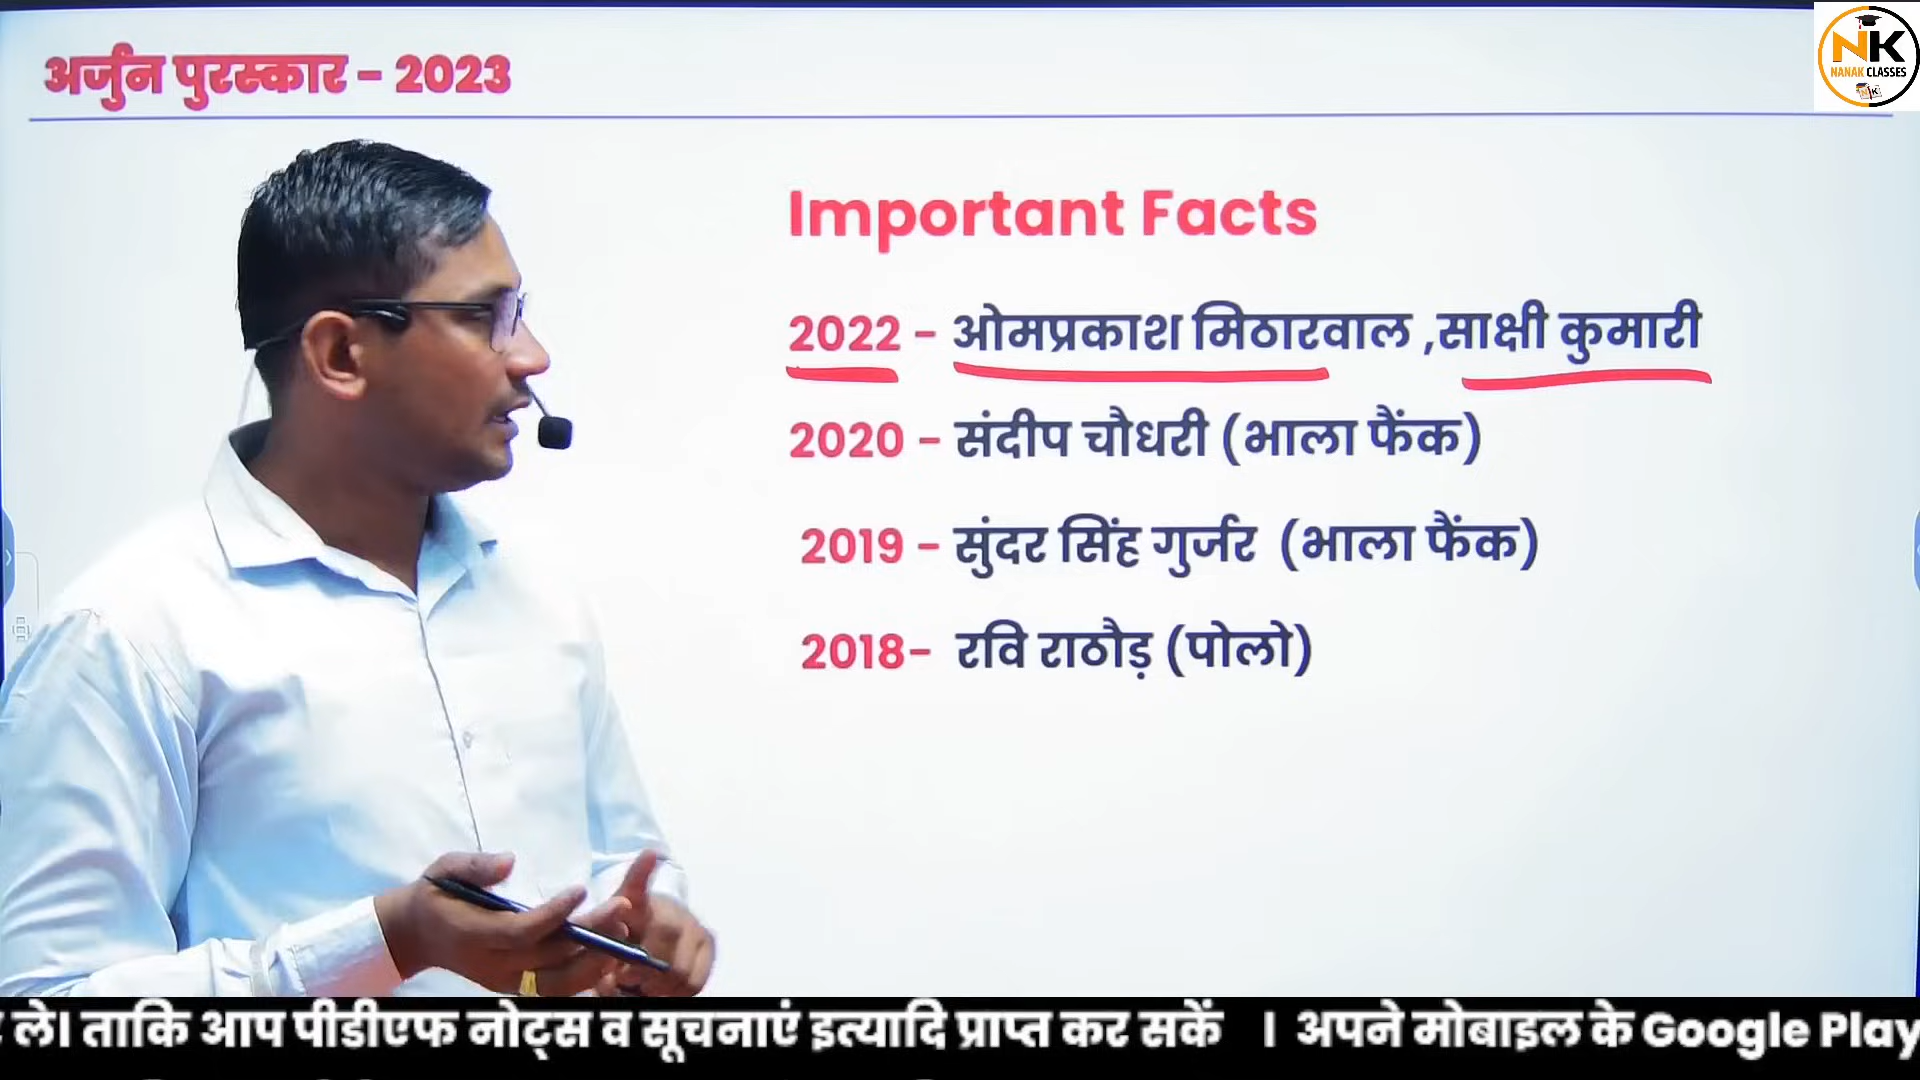 अर्जुन पुरस्कार - 2023
NK
NANAK CLASSES
Important Facts
2022 - ओमप्रकाश मिठारवाल ,साक्षी कुमारी
2020 - संदीप चौधरी (भाला फैंक)
2019 - सुंदर सिंह गुर्जर (भाला फैंक)
2018- रवि राठौड़ (पोलो)
ले। ताकि आप पीडीएफ नोट्स व सूचनाएं इत्यादि प्राप्त कर सकें । अपने मोबाइल के Google Play